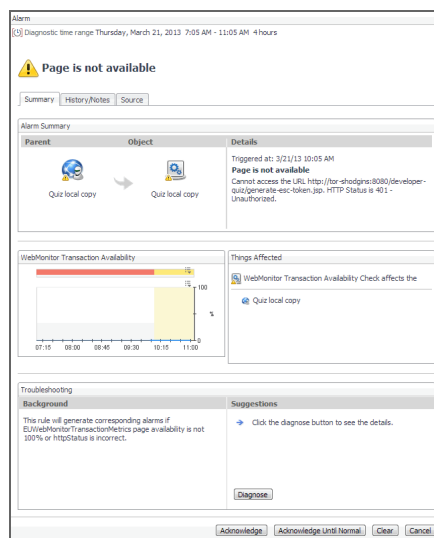 Alarm
Diagnostic time range Thursday, March 21, 2013 7:05 AM - 11:05 AM 4 hours
Page is not available
Summary History/Notes Source
Alarm Summary
Parent Object Details
Quiz local copy Quiz local copy
Triggered at: 3/21/13 10:05 AM
Page is not available
Cannot access the URL http://tor-shodgins:8080/developer-
quiz/generate-esc-token.jsp. HTTP Status is 401 -
Unauthorized.
WebMonitor Transaction Availability
100
%
0
07:15 08:00 08:45 09:30 10:15 11:00
Things Affected
WebMonitor Transaction Availability Check affects the
Quiz local copy
Troubleshooting
Background Suggestions
This rule will generate corresponding alarms if
EUWebMonitorTransactionMetrics page availability is not
100% or httpStatus is incorrect.
Click the diagnose button to see the details.
Diagnose
Acknowledge Acknowledge Until Normal Clear Cancel